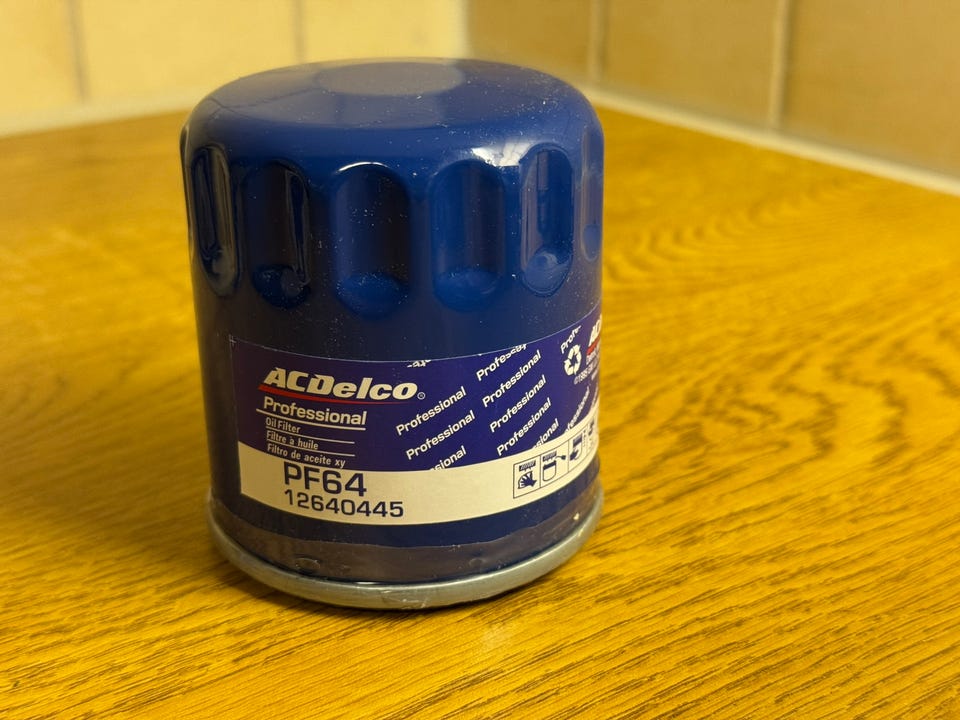 ACDelco®
Professional
Oil Filter
Filtre à huile
Filtro de aceite xy
PF64
12640445
Professional
Professional
Professional
Professional
Professional
Professional